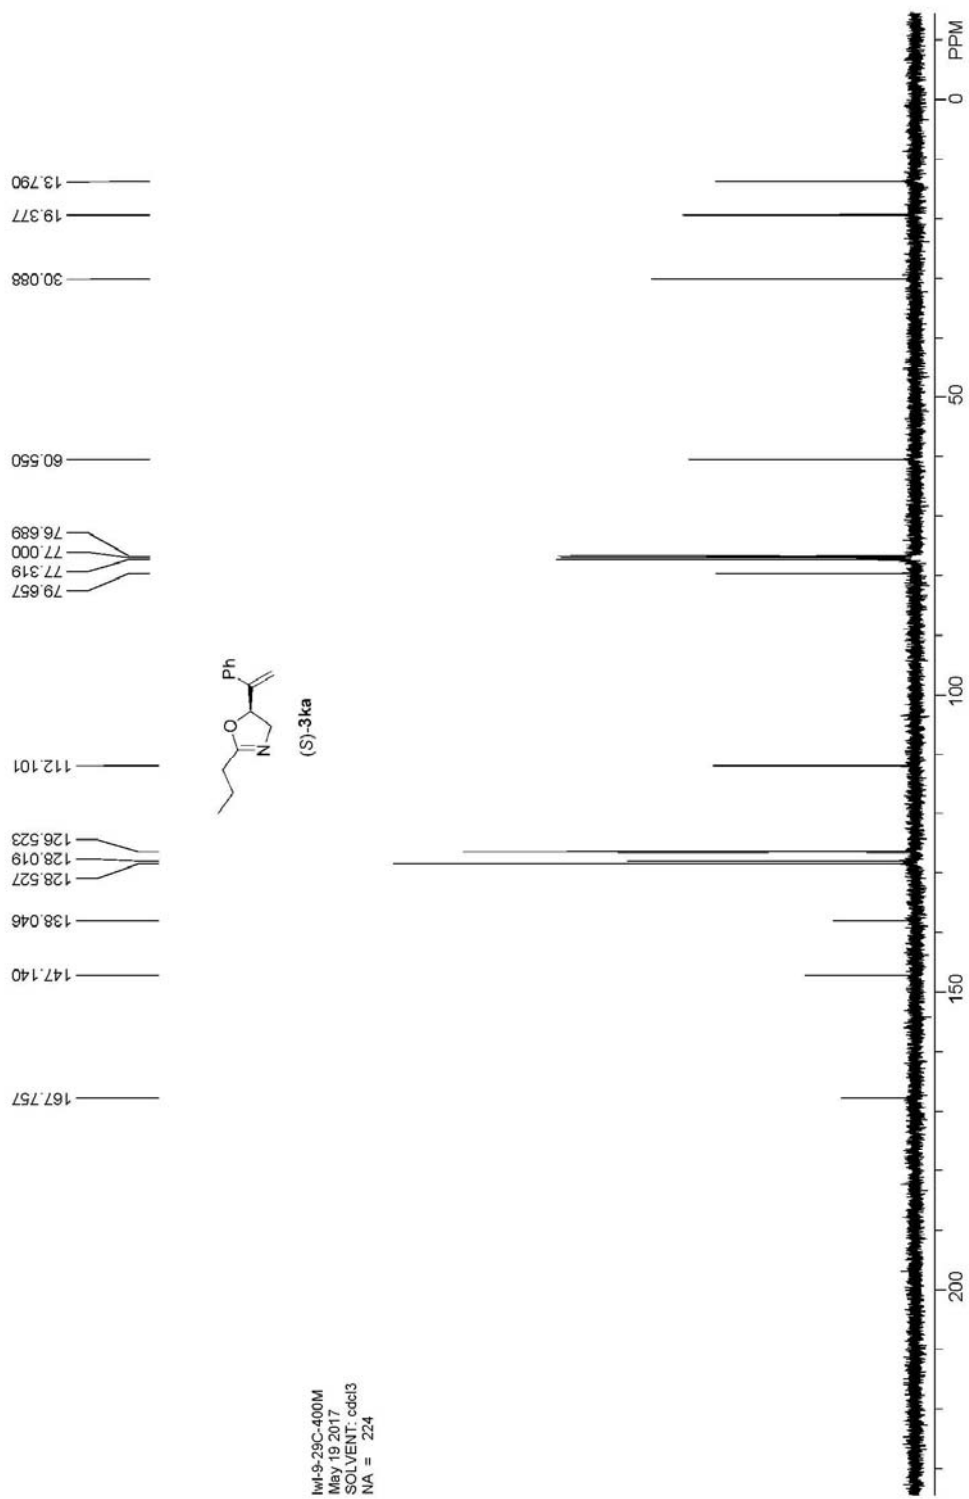 167.757
147.140
138.046
128.527
128.019
126.523
112.101
79.657
77.319
77.000
76.689
60.550
30.088
19.377
13.790
O
N
Ph
(S)-3ka
lwl-9-29C-400M
May 19 2017
SOLVENT: cdcl3
NA = 224
200
150
100
50
0
PPM